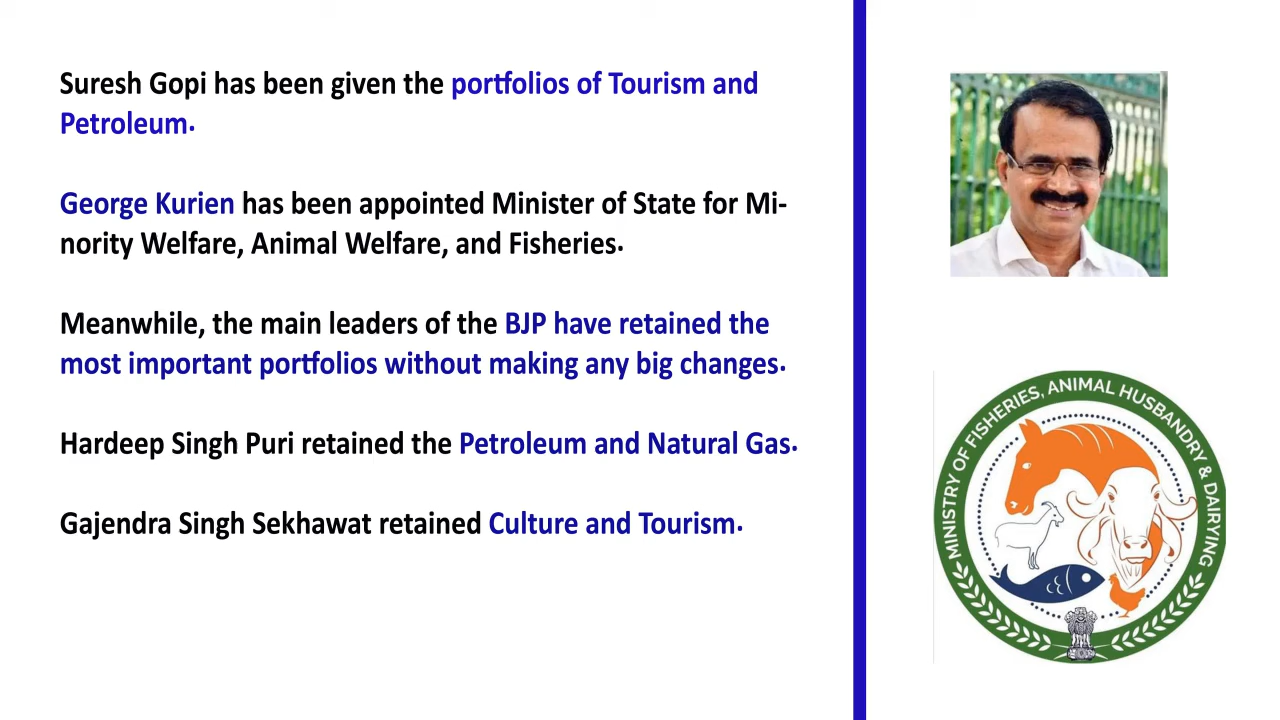 Suresh Gopi has been given the portfolios of Tourism and
Petroleum.
George Kurien has been appointed Minister of State for Mi-
nority Welfare, Animal Welfare, and Fisheries.
Meanwhile, the main leaders of the BJP have retained the
most important portfolios without making any big changes.
Hardeep Singh Puri retained the Petroleum and Natural Gas.
Gajendra Singh Sekhawat retained Culture and Tourism.
MINISTRY OF FISHERIES, ANIMAL HUSBANDRY & DAIRYING